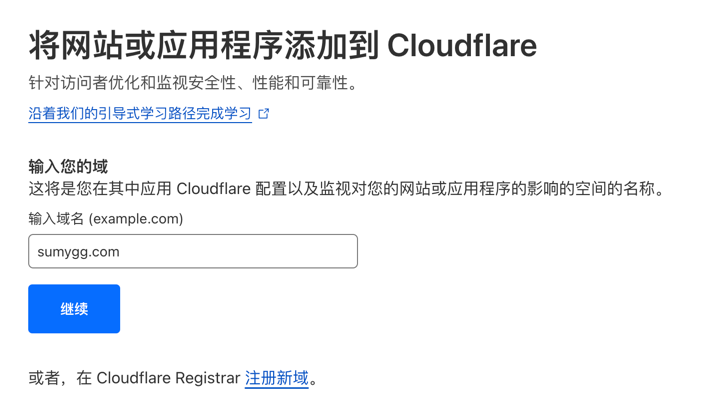 将网站或应用程序添加到 Cloudflare
针对访问者优化和监视安全性、性能和可靠性。
沿着我们的引导式学习路径完成学习
输入您的域
这将是您在其中应用 Cloudflare 配置以及监视对您的网站或应用程序的影响的空间的名称。
输入域名 (example.com)
sumygg.com
继续
或者，在 Cloudflare Registrar 注册新域。